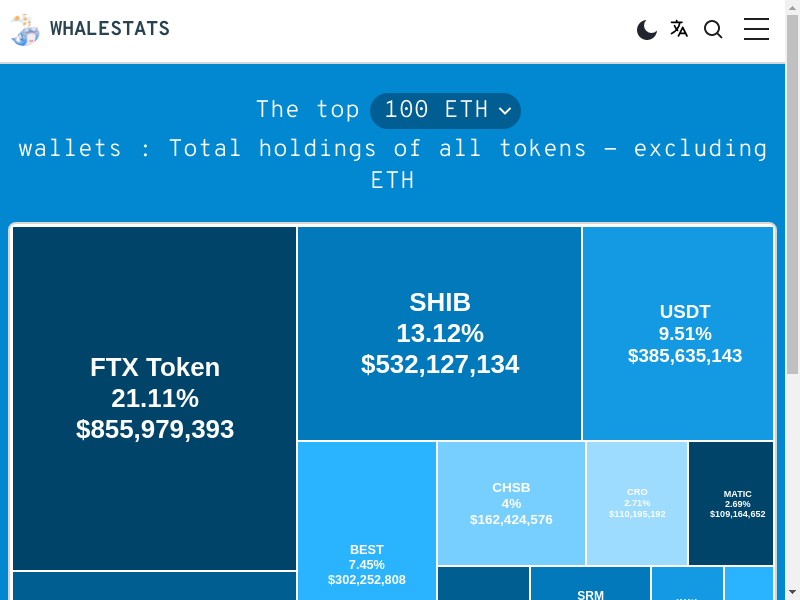 WHALESTATS
The top 100 ETH
wallets : Total holdings of all tokens – excluding
ETH
FTX Token
21.11%
$855,979,393
SHIB
13.12%
$532,127,134
USDT
9.51%
$385,635,143
BEST
7.45%
$302,252,808
CHSB
4%
$162,424,576
CRO
2.71%
$110,195,192
MATIC
2.69%
$109,164,652
SRM